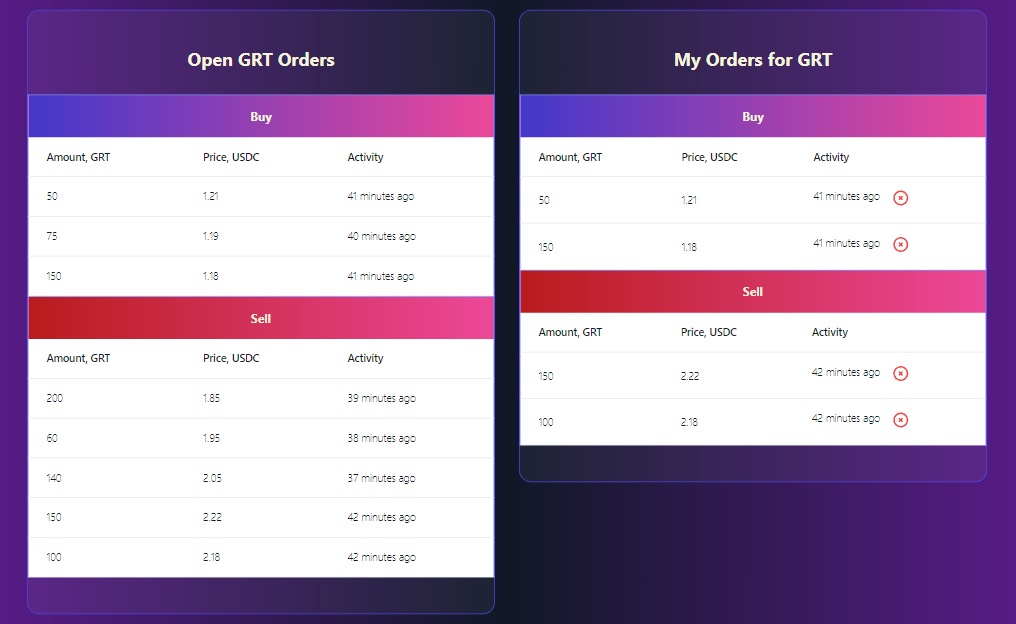 Open GRT Orders
Buy
Amount, GRT Price, USDC Activity
50 1.21 41 minutes ago
75 1.19 40 minutes ago
150 1.18 41 minutes ago
Sell
Amount, GRT Price, USDC Activity
200 1.85 39 minutes ago
60 1.95 38 minutes ago
140 2.05 37 minutes ago
150 2.22 42 minutes ago
100 2.18 42 minutes ago
My Orders for GRT
Buy
Amount, GRT Price, USDC Activity
50 1.21 41 minutes ago
150 1.18 41 minutes ago
Sell
Amount, GRT Price, USDC Activity
150 2.22 42 minutes ago
100 2.18 42 minutes ago